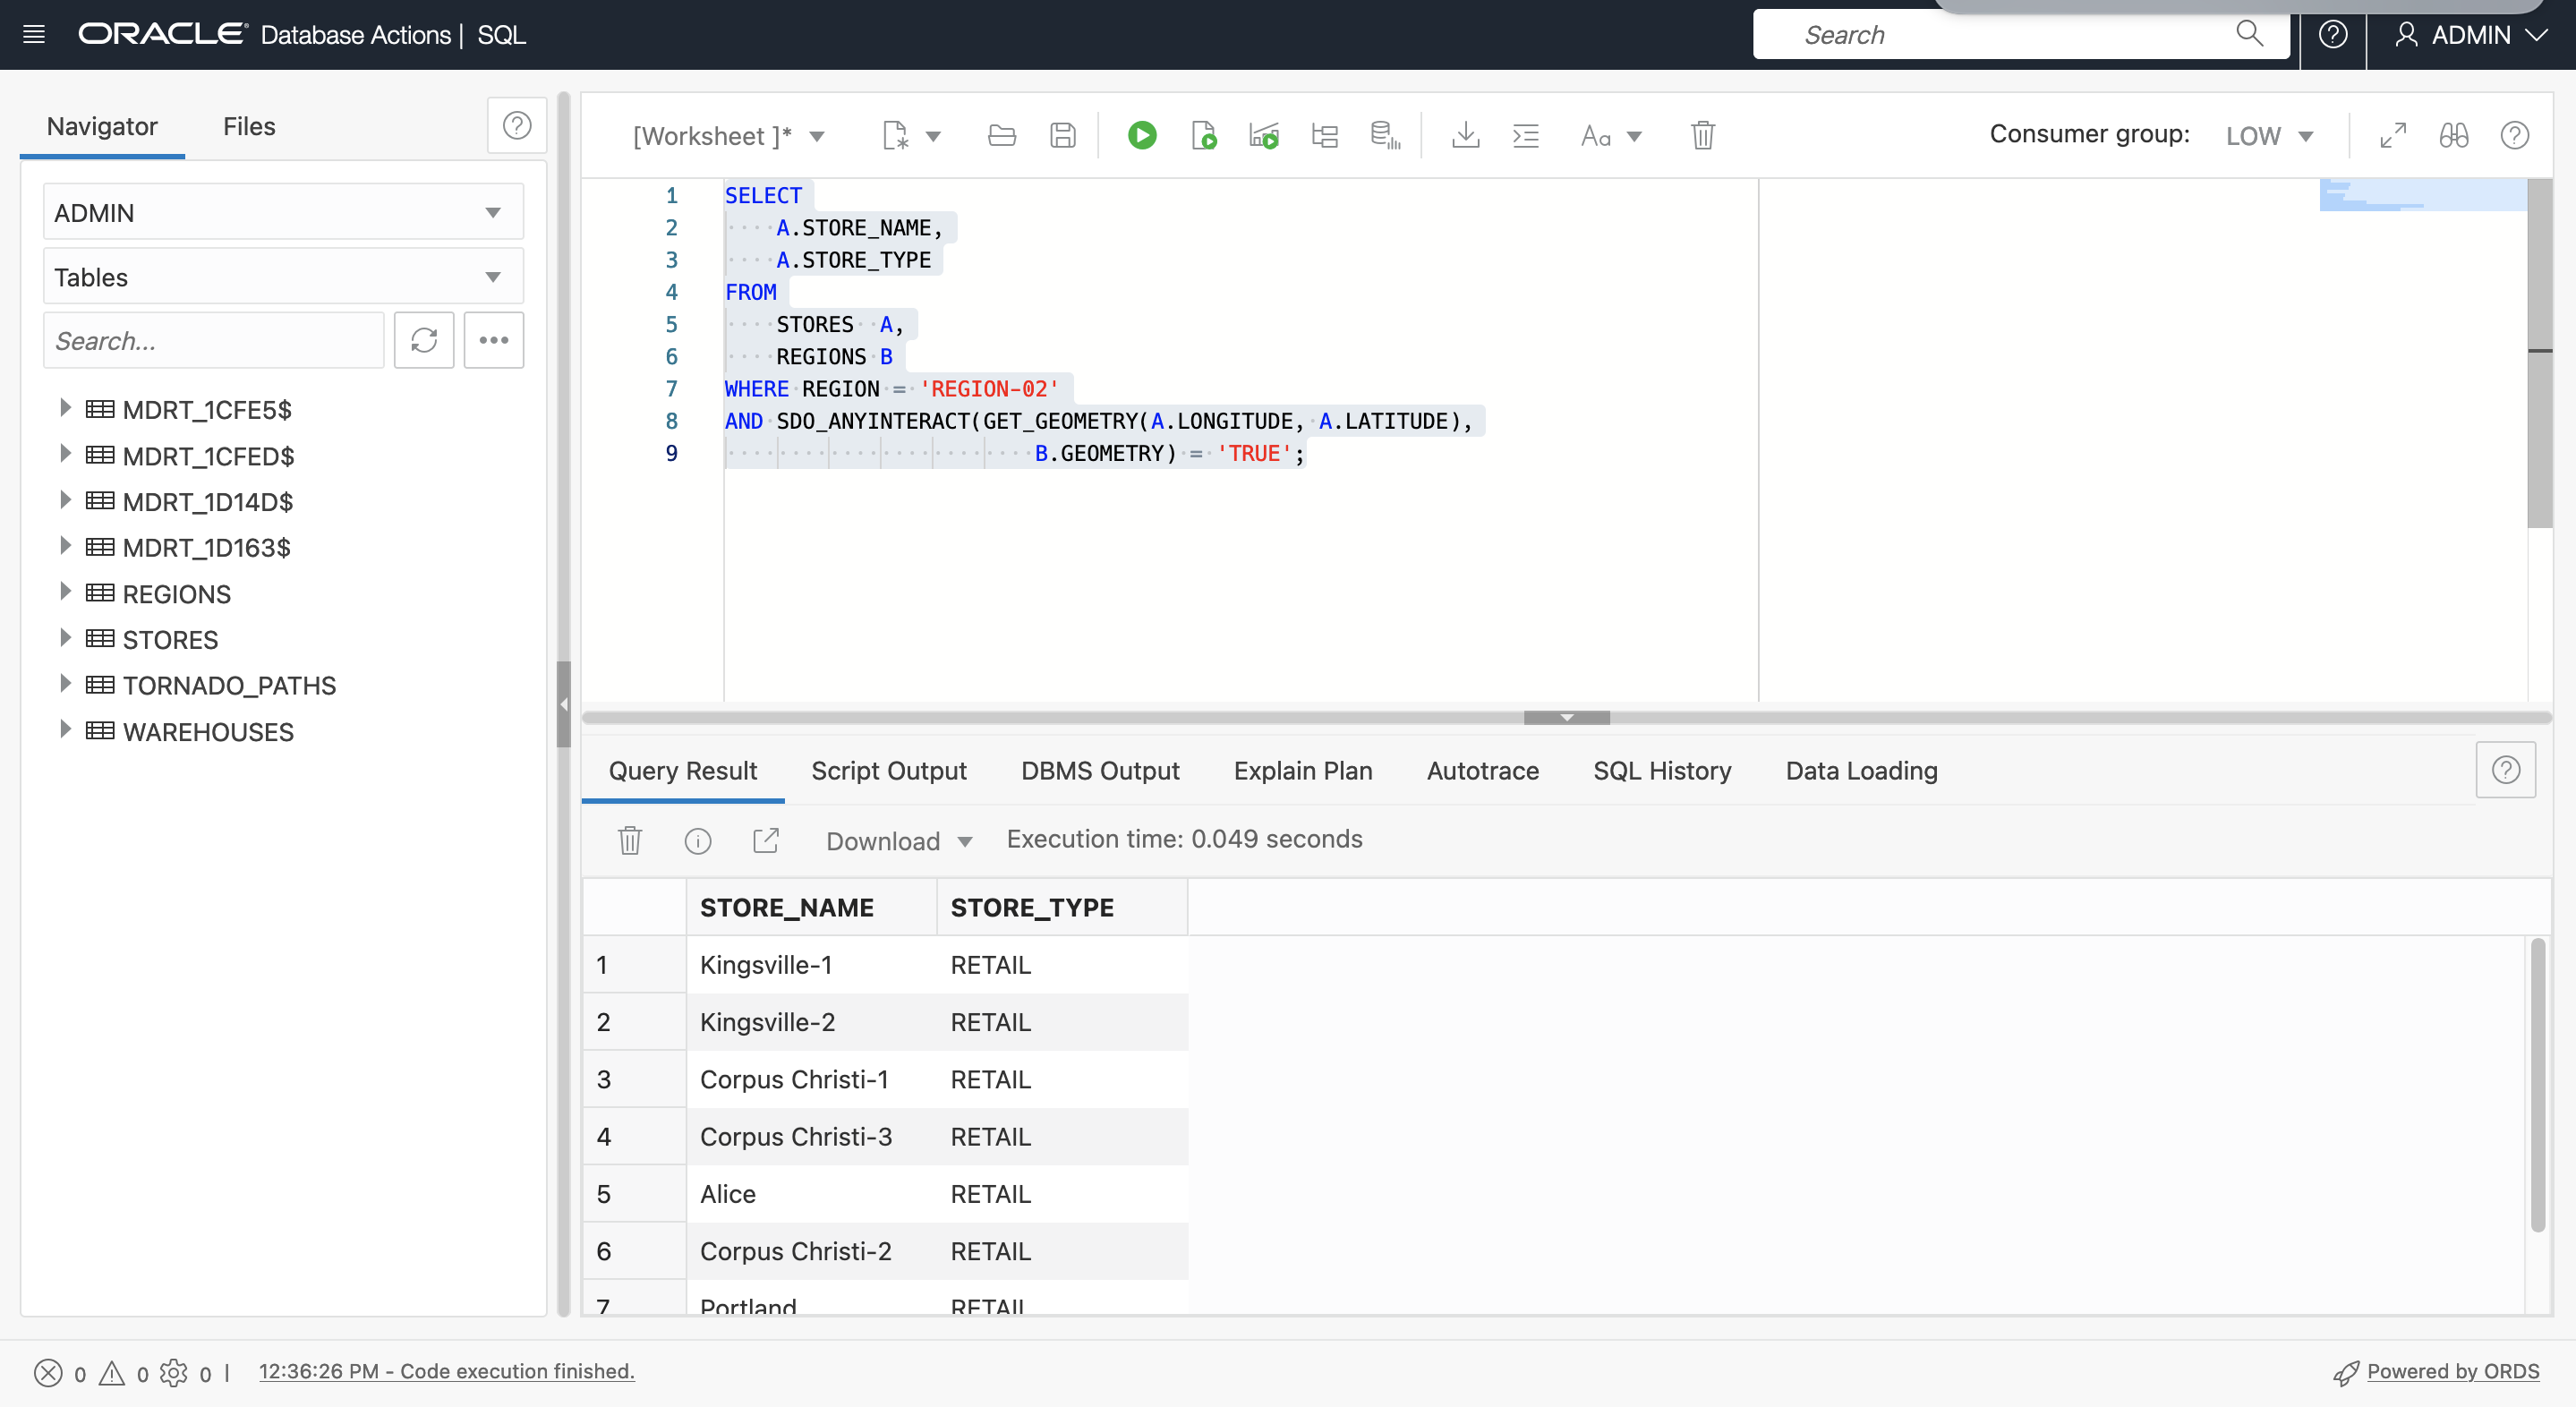 ORACLE Database Actions | SQL
Search
ADMIN
Navigator
Files
ADMIN
Tables
Search...
MDRT_1CFE5$
MDRT_1CFED$
MDRT_1D14D$
MDRT_1D163$
REGIONS
STORES
TORNADO_PATHS
WAREHOUSES
[Worksheet ]*
Aa
Consumer group: LOW
1 SELECT
2 A.STORE_NAME,
3 A.STORE_TYPE
4 FROM
5 STORES A,
6 REGIONS B
7 WHERE REGION = 'REGION-02'
8 AND SDO_ANYINTERACT(GET_GEOMETRY(A.LONGITUDE, A.LATITUDE),
9 B.GEOMETRY) = 'TRUE';
Query Result
Script Output
DBMS Output
Explain Plan
Autotrace
SQL History
Data Loading
Download
Execution time: 0.049 seconds
STORE_NAME STORE_TYPE
1 Kingsville-1 RETAIL
2 Kingsville-2 RETAIL
3 Corpus Christi-1 RETAIL
4 Corpus Christi-3 RETAIL
5 Alice RETAIL
6 Corpus Christi-2 RETAIL
7 Portland RETAIL
0 0 0 | 12:36:26 PM - Code execution finished.
Powered by ORDS